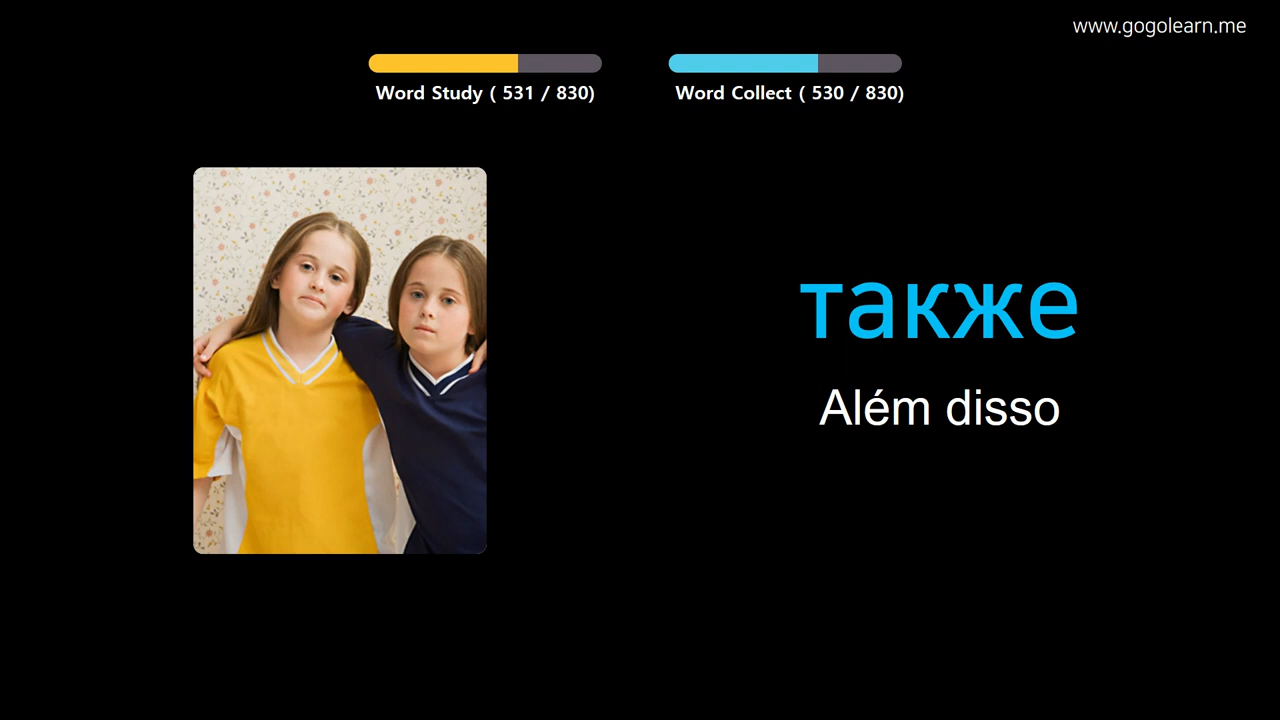 www.gogolearn.me
Word Study ( 531 / 830)
Word Collect ( 530 / 830)
также
Além disso